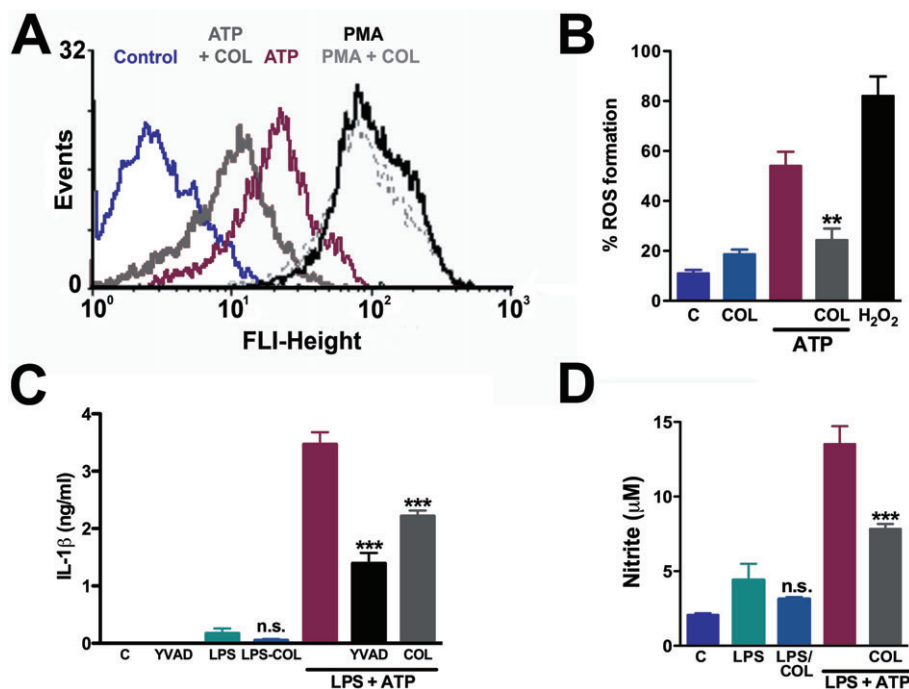 A
32
Events
0
Control
ATP
+ COL
ATP
PMA
PMA + COL
10⁰
10¹
10²
10³
FLI-Height
B
% ROS formation
100
80
60
40
20
0
**
C
COL
COL
H₂O₂
ATP
C
IL-1β (ng/ml)
4
3
2
1
0
n.s.
***
***
C
YVAD
LPS
LPS-COL
YVAD
COL
LPS + ATP
D
Nitrite (μM)
15
10
5
0
n.s.
***
C
LPS
LPS/
COL
COL
LPS + ATP